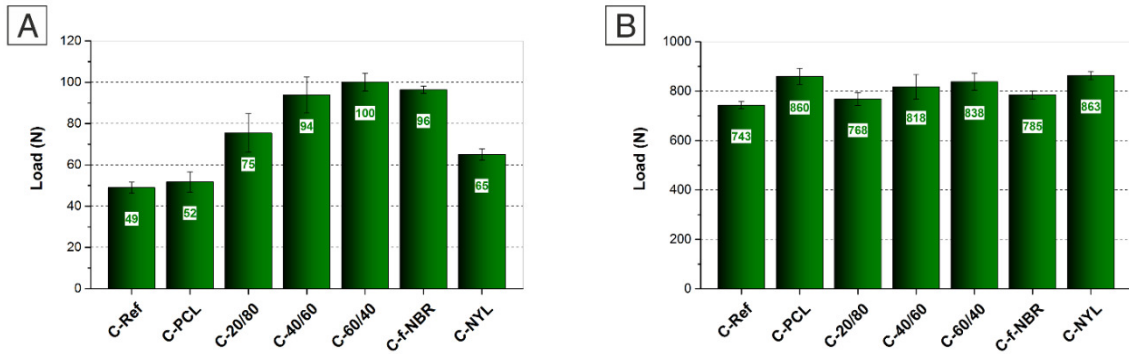 A
Load (N)
120
100
80
60
40
20
0
49
52
75
94
100
96
65
C-Ref
C-PCL
C-20/80
C-40/60
C-60/40
C-f-NBR
C-NYL
B
Load (N)
1000
800
600
400
200
0
743
860
768
818
838
785
863
C-Ref
C-PCL
C-20/80
C-40/60
C-60/40
C-f-NBR
C-NYL